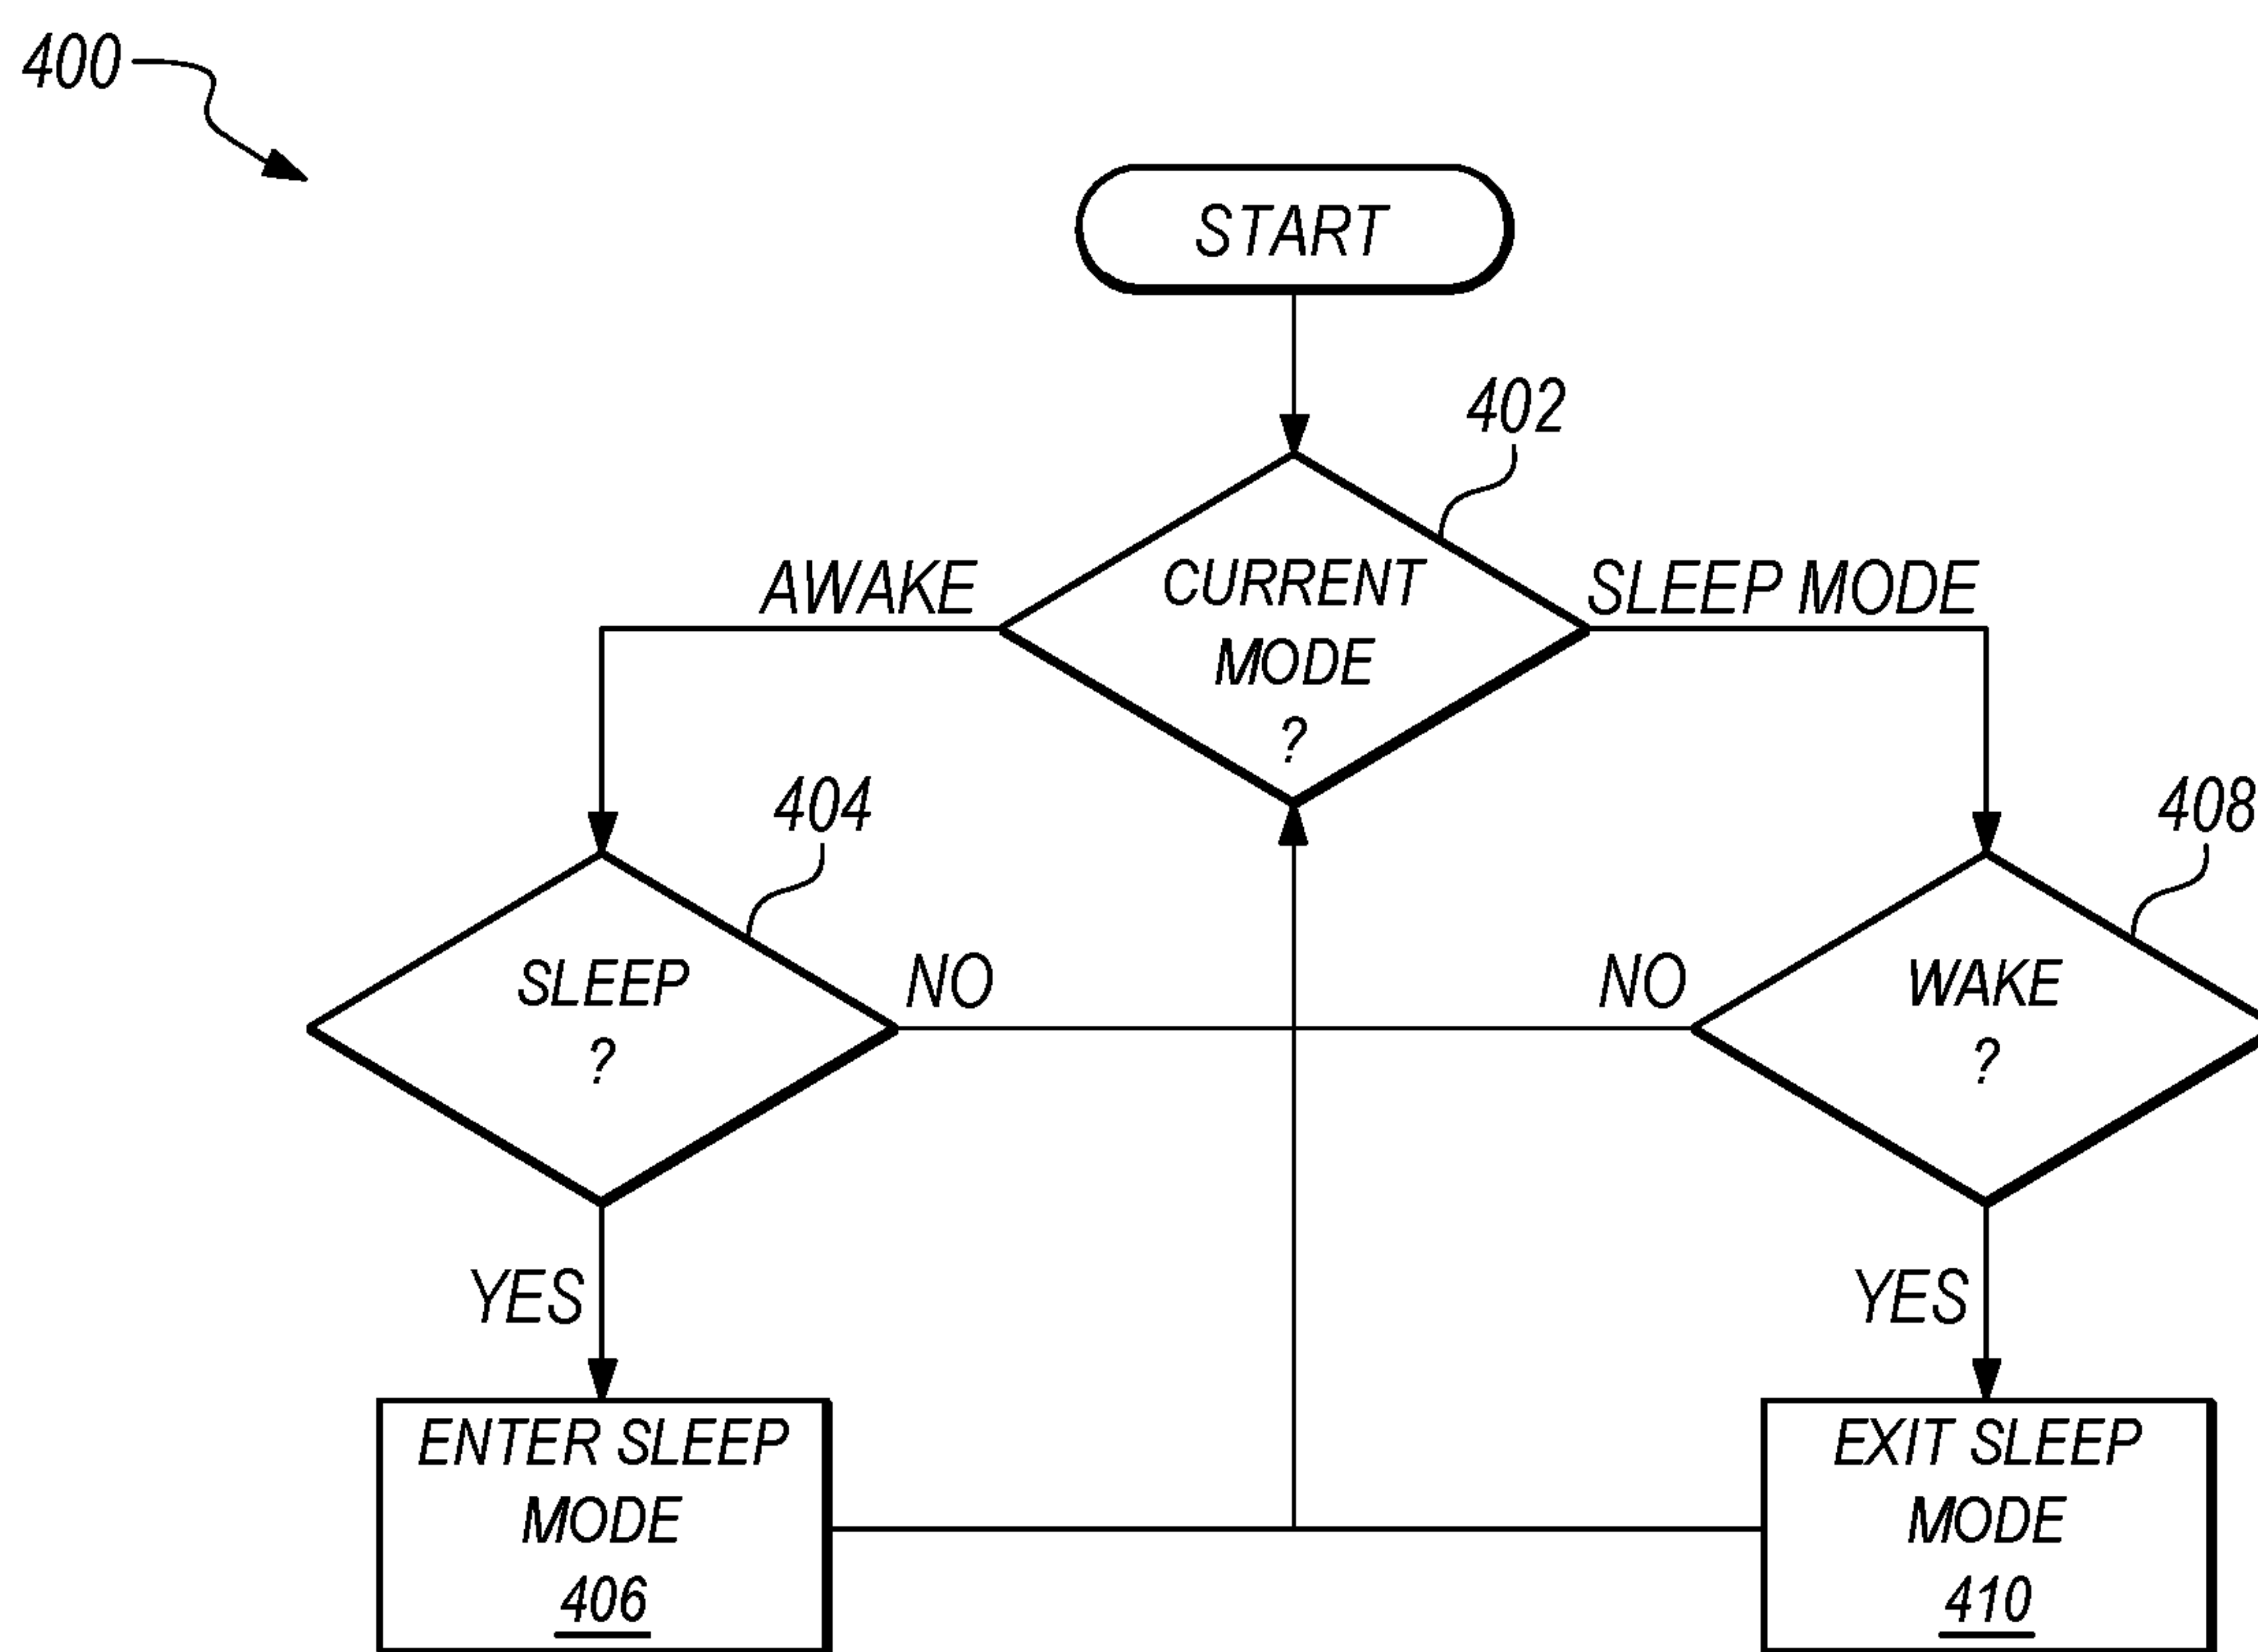 400
START
402
AWAKE
CURRENT
MODE
?
SLEEP MODE
404
408
SLEEP
?
NO
NO
WAKE
?
YES
YES
ENTER SLEEP
MODE
406
EXIT SLEEP
MODE
410